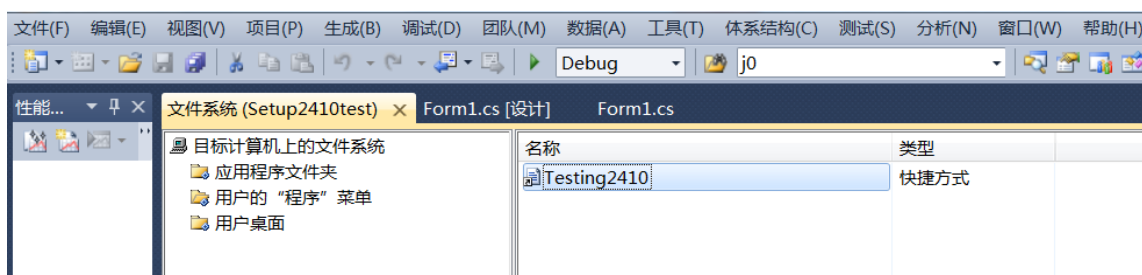 文件(F) 编辑(E) 视图(V) 项目(P) 生成(B) 调试(D) 团队(M) 数据(A) 工具(T) 体系结构(C) 测试(S) 分析(N) 窗口(W) 帮助(H)
Debug j0
性能... 文件系统 (Setup2410test) Form1.cs [设计] Form1.cs
目标计算机上的文件系统
应用程序文件夹
用户的“程序”菜单
用户桌面
名称 类型
Testing2410 快捷方式